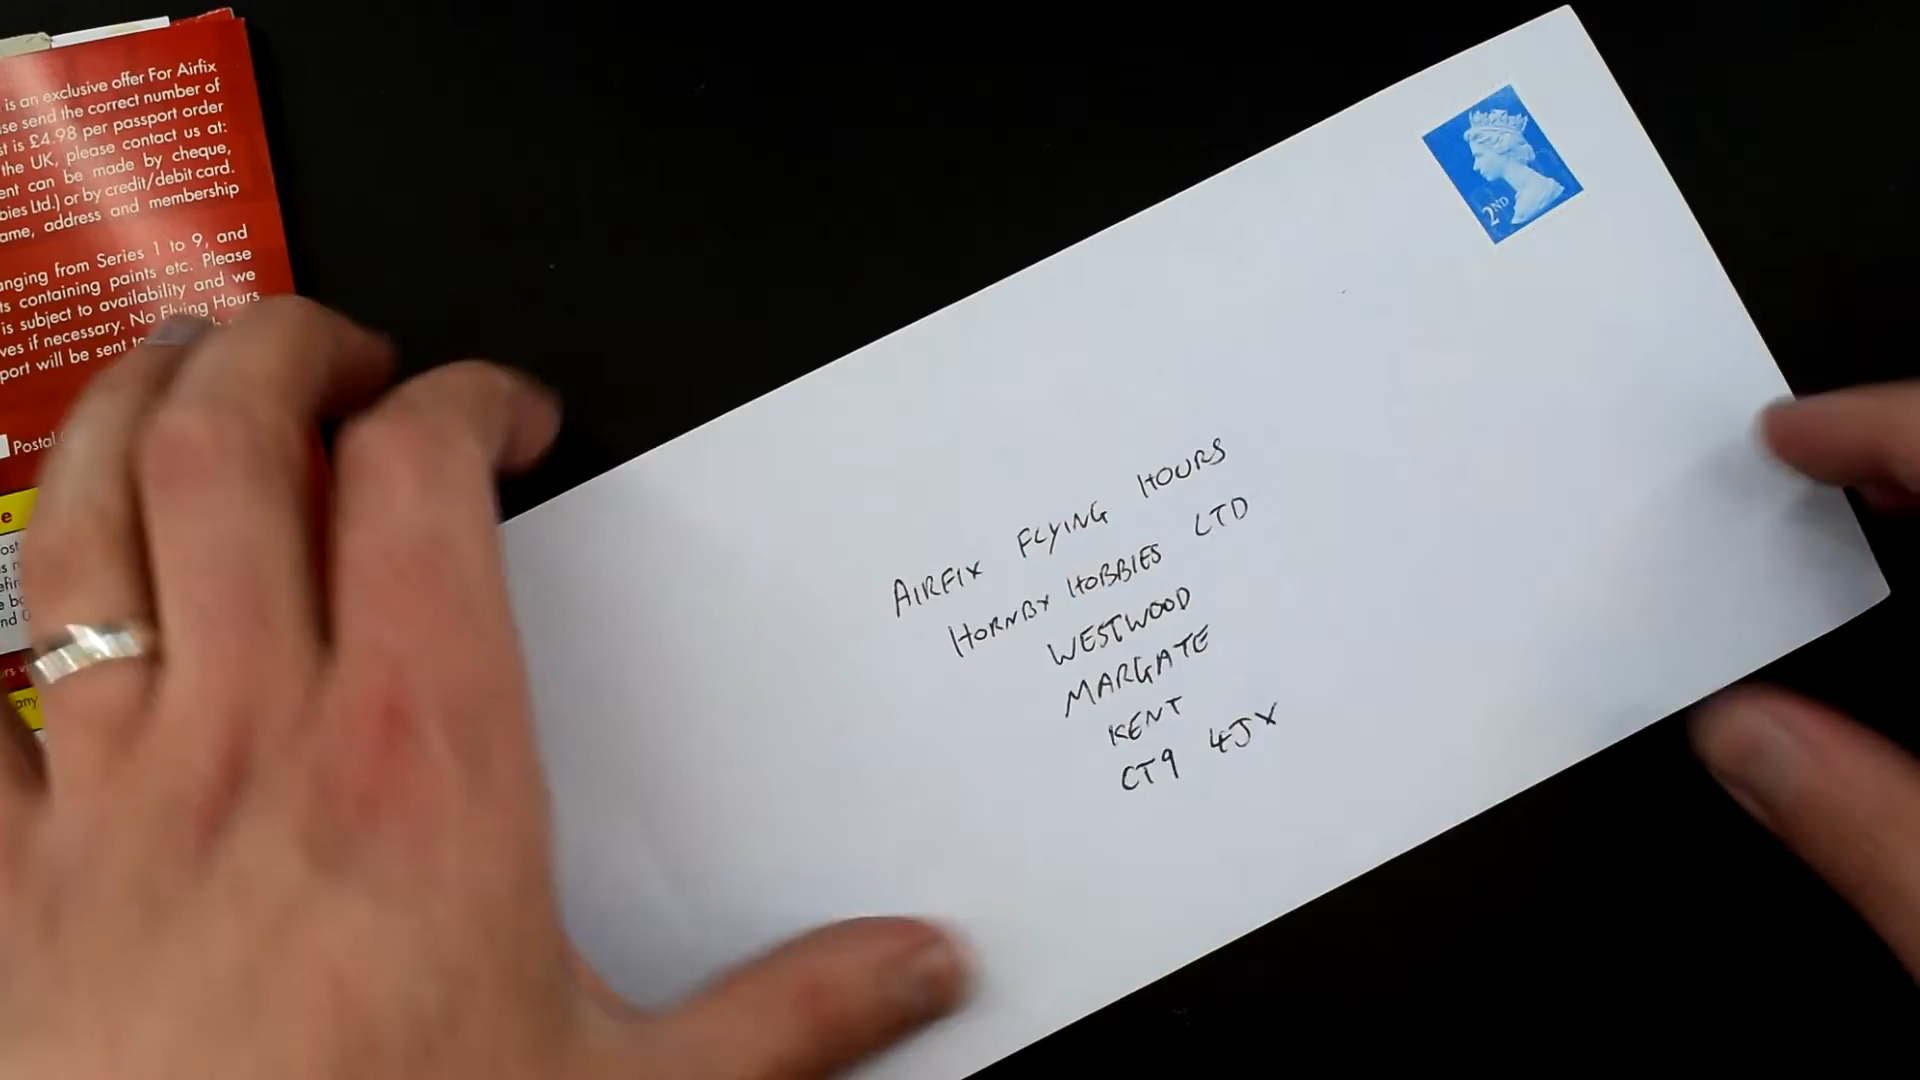 is an exclusive offer For Airfix
se send the correct number of
st is £4.98 per passport order
the UK, please contact us at:
ent can be made by cheque,
bies Ltd.) or by credit/debit card.
ame, address and membership
anging from Series 1 to 9, and
ts containing paints etc. Please
is subject to availability and we
ves if necessary. No Flying Hours
port will be sent
Postal
2ND
AIRFIX FLYING HOURS
HORNBY HOBBIES LTD
WESTWOOD
MARGATE
KENT
CT9 4JX